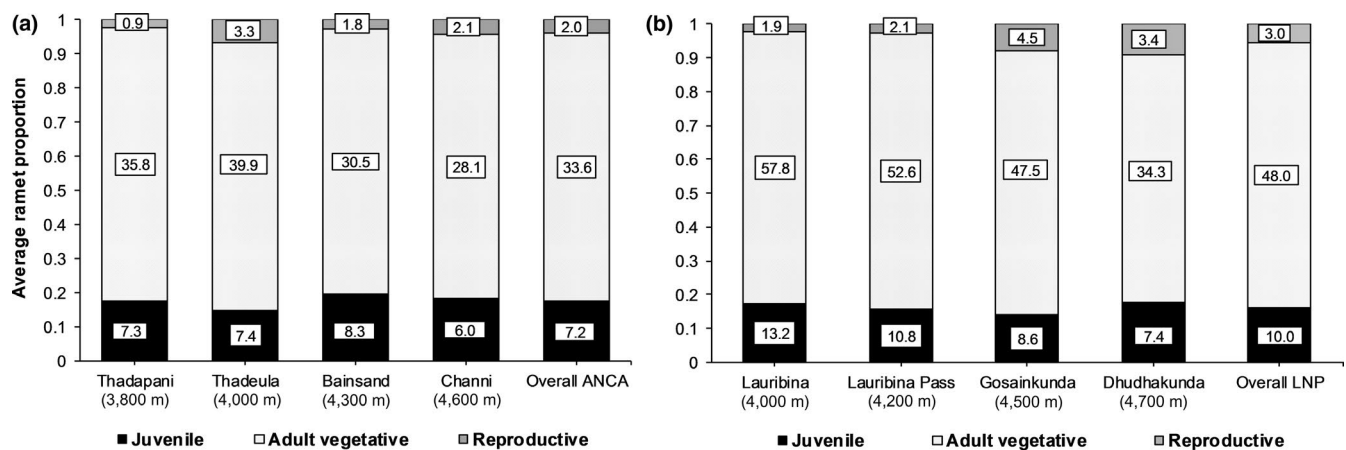 (a)
Average ramet proportion
1
0.9
0.8
0.7
0.6
0.5
0.4
0.3
0.2
0.1
0
0.9 3.3 1.8 2.1 2.0
35.8 39.9 30.5 28.1 33.6
7.3 7.4 8.3 6.0 7.2
Thadapani Thadeula Bainsand Channi Overall ANCA
(3,800 m) (4,000 m) (4,300 m) (4,600 m)
Juvenile Adult vegetative Reproductive
(b)
1
0.9
0.8
0.7
0.6
0.5
0.4
0.3
0.2
0.1
0
1.9 2.1 4.5 3.4 3.0
57.8 52.6 47.5 34.3 48.0
13.2 10.8 8.6 7.4 10.0
Lauribina Lauribina Pass Gosainkunda Dhudhakunda Overall LNP
(4,000 m) (4,200 m) (4,500 m) (4,700 m)
Juvenile Adult vegetative Reproductive